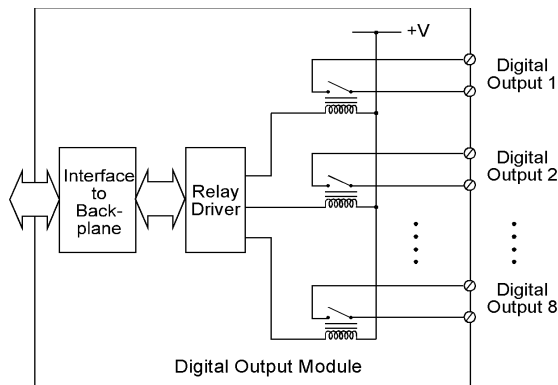 +V
Digital
Output 1
Interface
to
Back-
plane
Relay
Driver
Digital
Output 2
Digital
Output 8
Digital Output Module